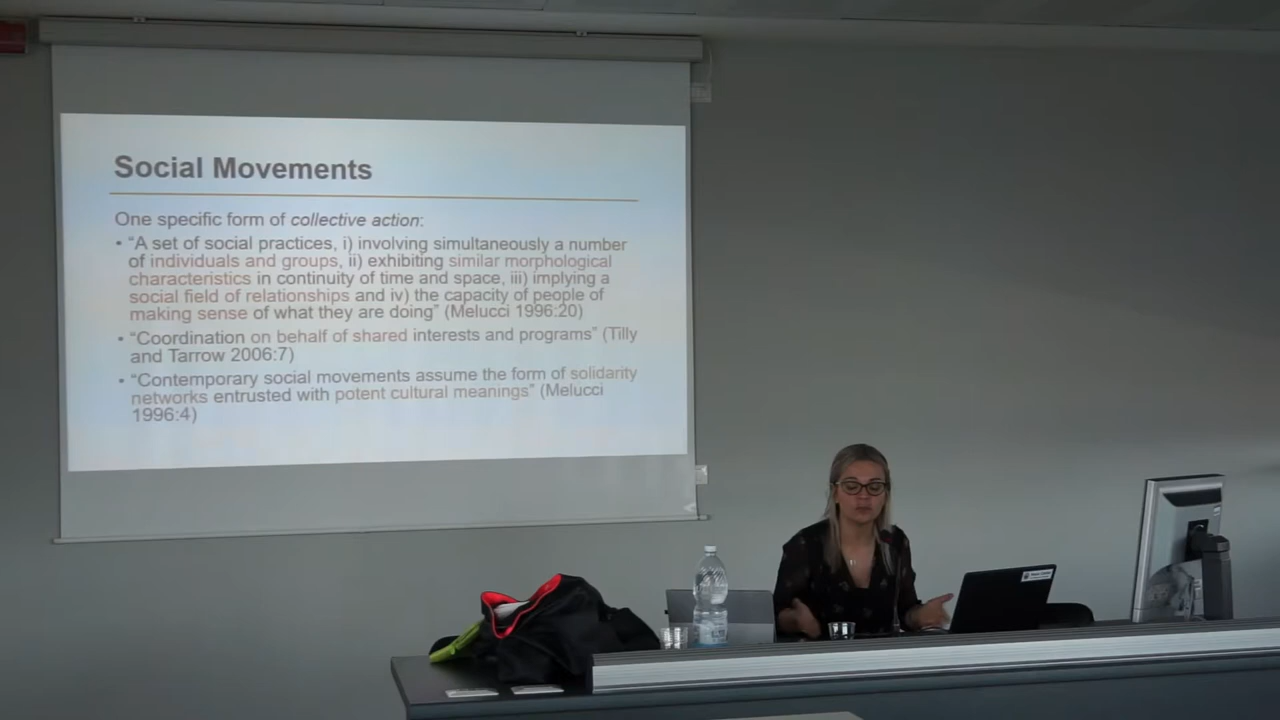 Social Movements
One specific form of collective action:
• “A set of social practices, i) involving simultaneously a number
of individuals and groups, ii) exhibiting similar morphological
characteristics in continuity of time and space, iii) implying a
social field of relationships and iv) the capacity of people of
making sense of what they are doing” (Melucci 1996:20)
• “Coordination on behalf of shared interests and programs” (Tilly
and Tarrow 2006:7)
• “Contemporary social movements assume the form of solidarity
networks entrusted with potent cultural meanings” (Melucci
1996:4)